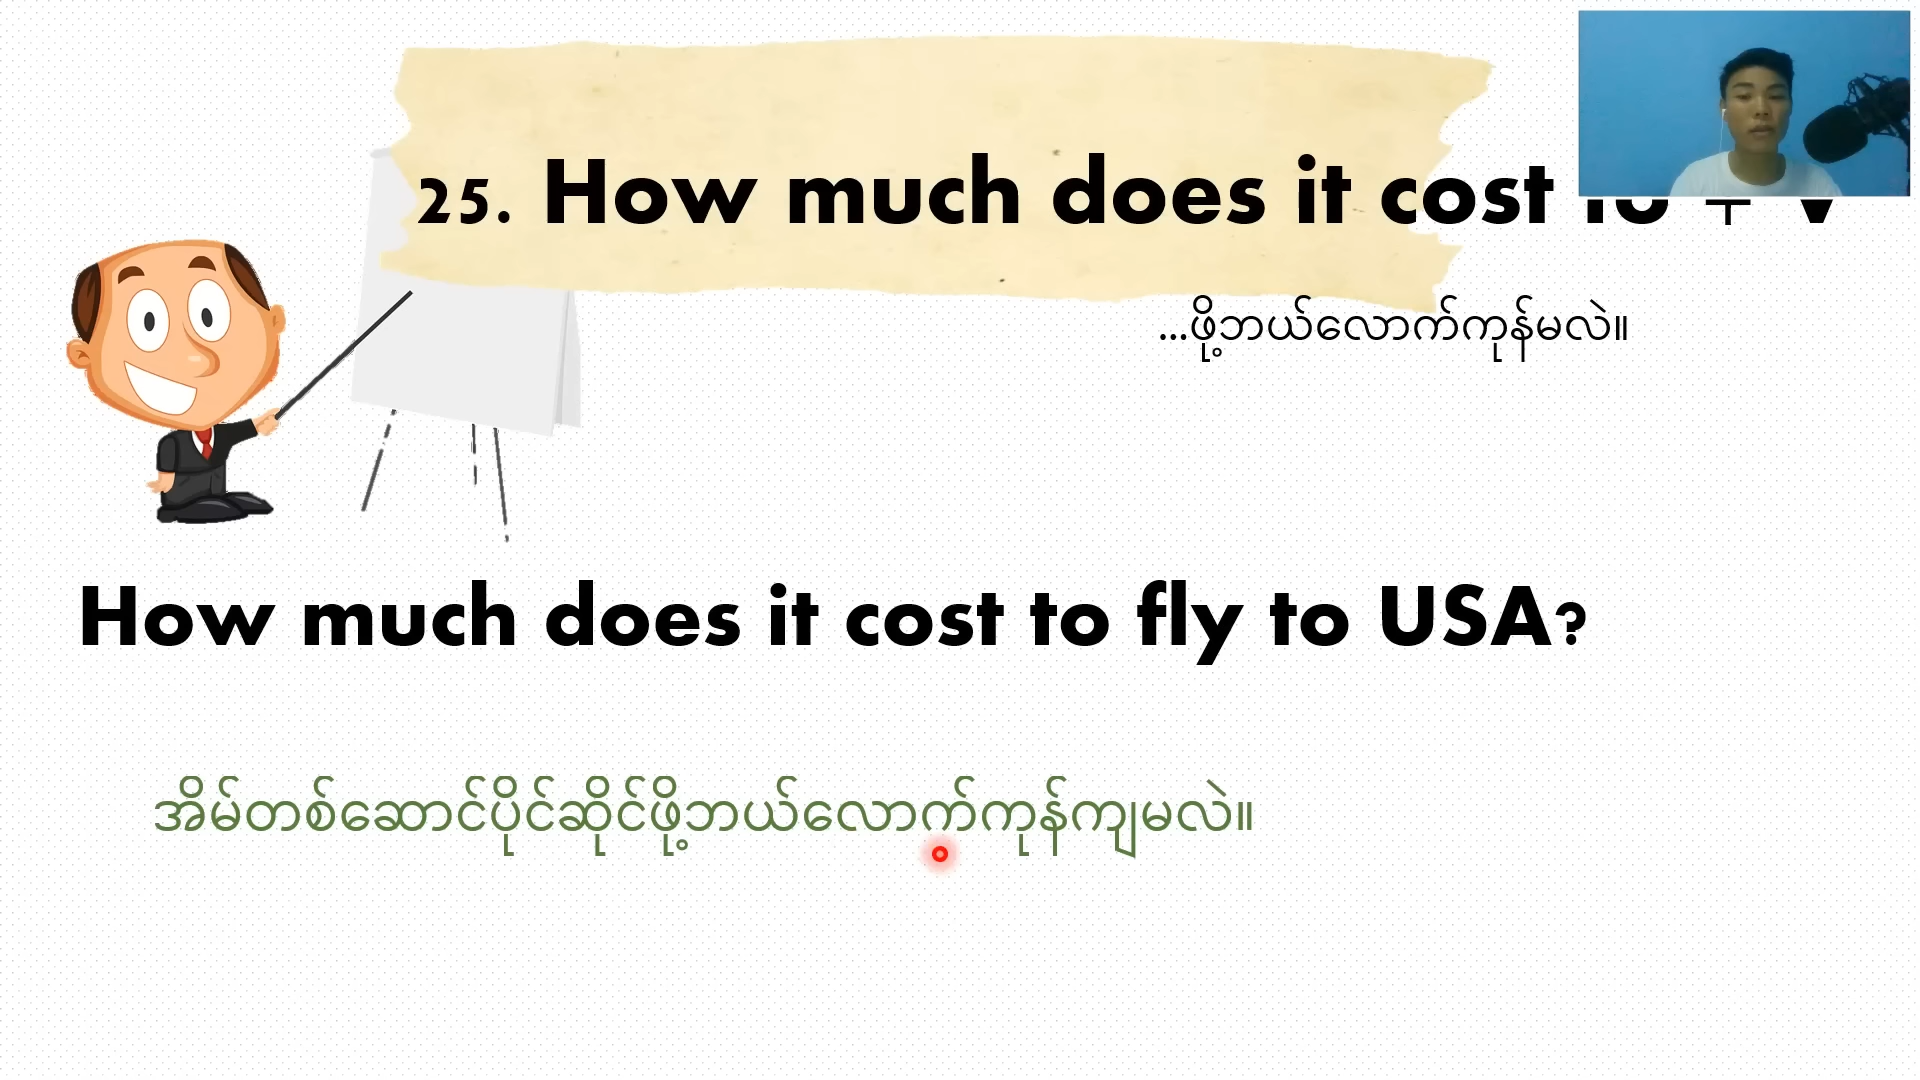 25. How much does it cost to + V
...ဖို့ဘယ်လောက်ကုန်မလဲ။
How much does it cost to fly to USA?
အိမ်တစ်ဆောင်ပိုင်ဆိုင်ဖို့ဘယ်လောက်ကုန်ကျမလဲ။